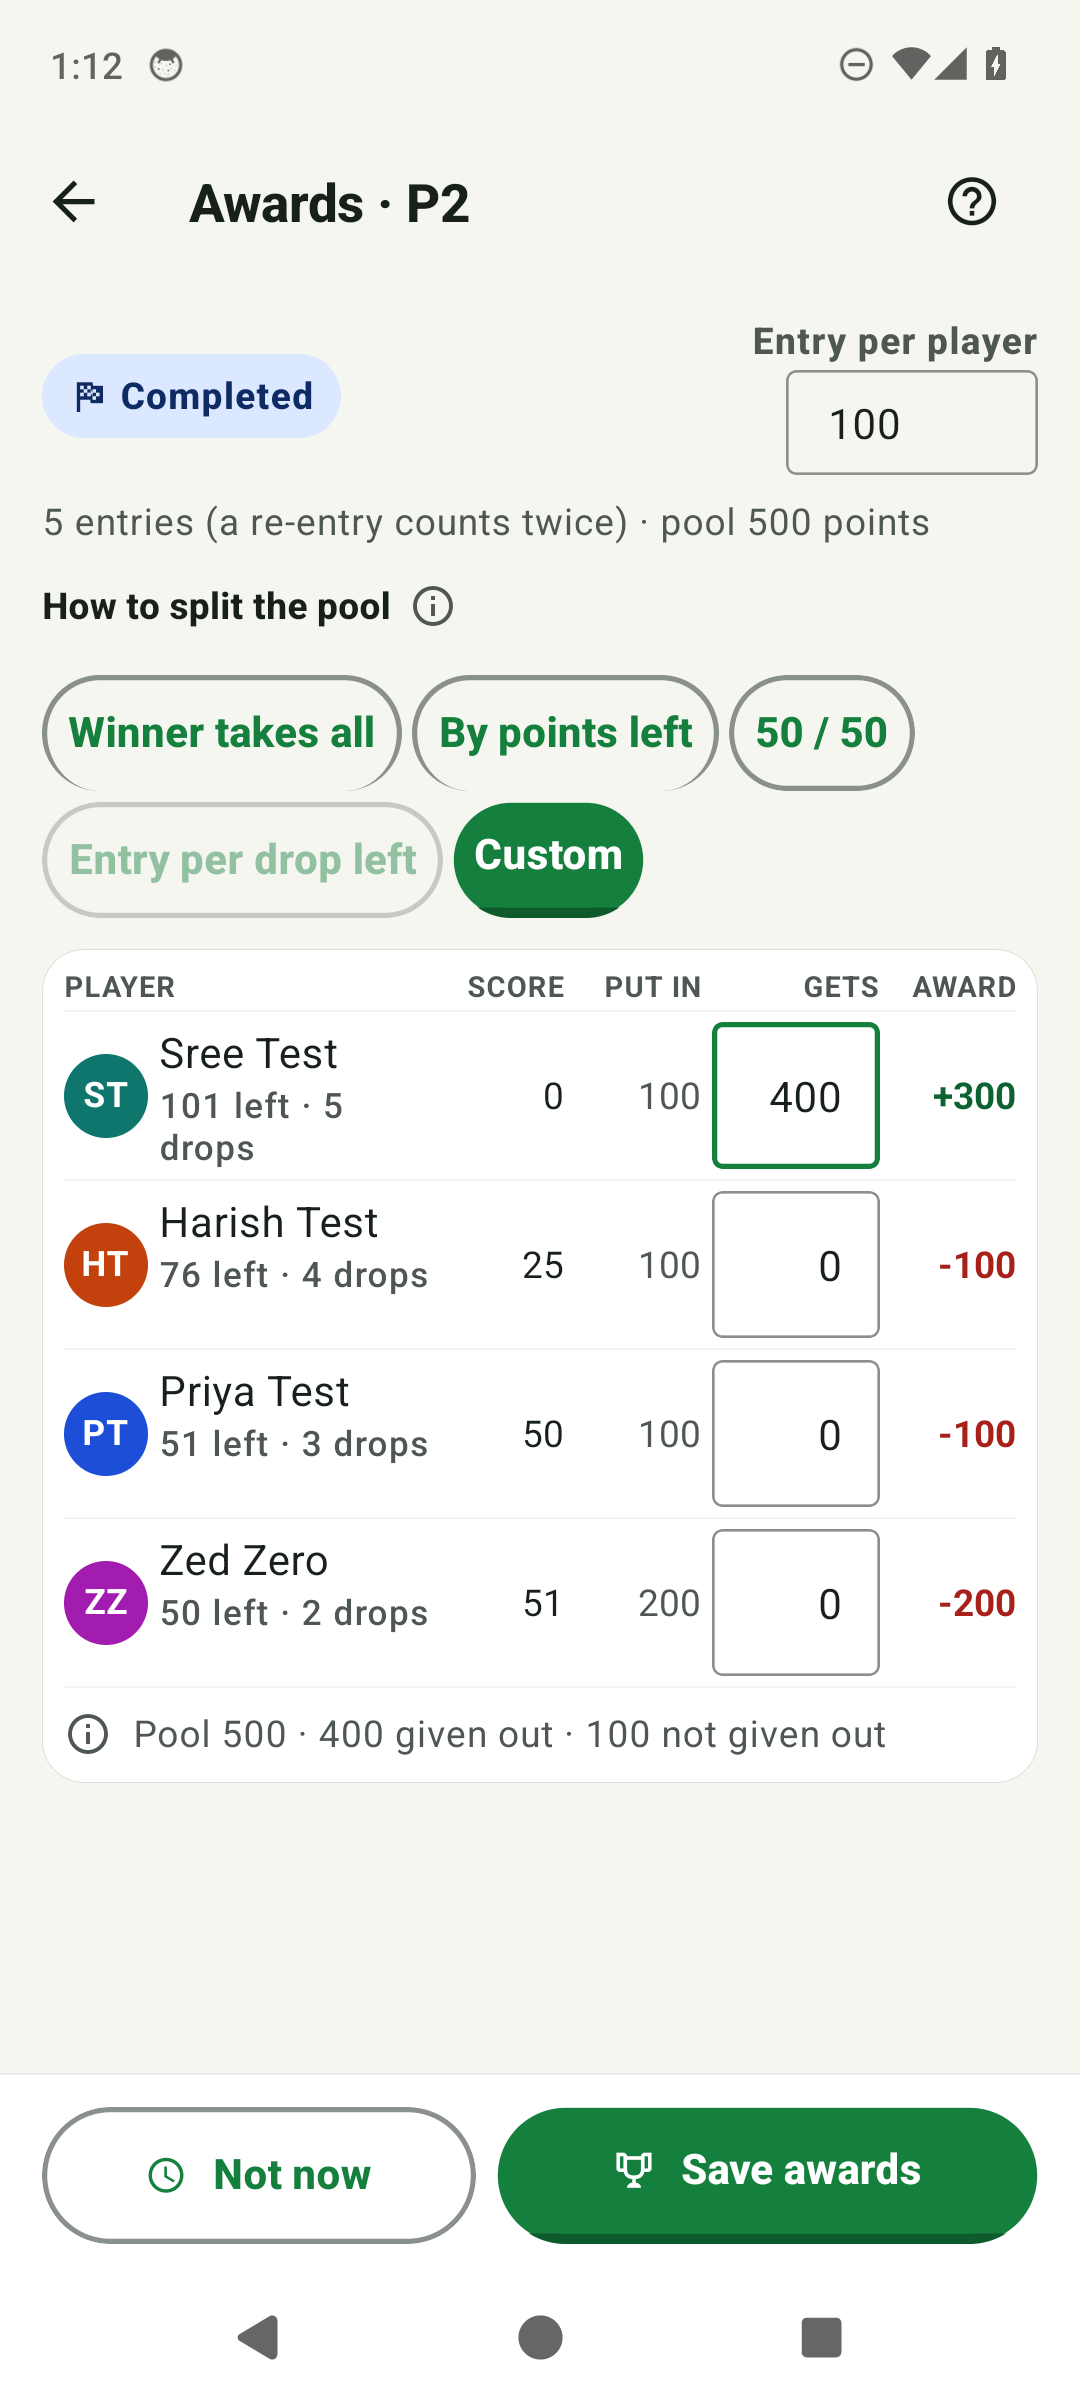 1:12
Awards · P2
Entry per player
Completed
100
5 entries (a re-entry counts twice) · pool 500 points
How to split the pool
Winner takes all
By points left
50 / 50
Entry per drop left
Custom
PLAYER SCORE PUT IN GETS AWARD
ST Sree Test
101 left · 5
drops
0 100 400 +300
HT Harish Test
76 left · 4 drops
25 100 0 -100
PT Priya Test
51 left · 3 drops
50 100 0 -100
ZZ Zed Zero
50 left · 2 drops
51 200 0 -200
Pool 500 · 400 given out · 100 not given out
Not now
Save awards